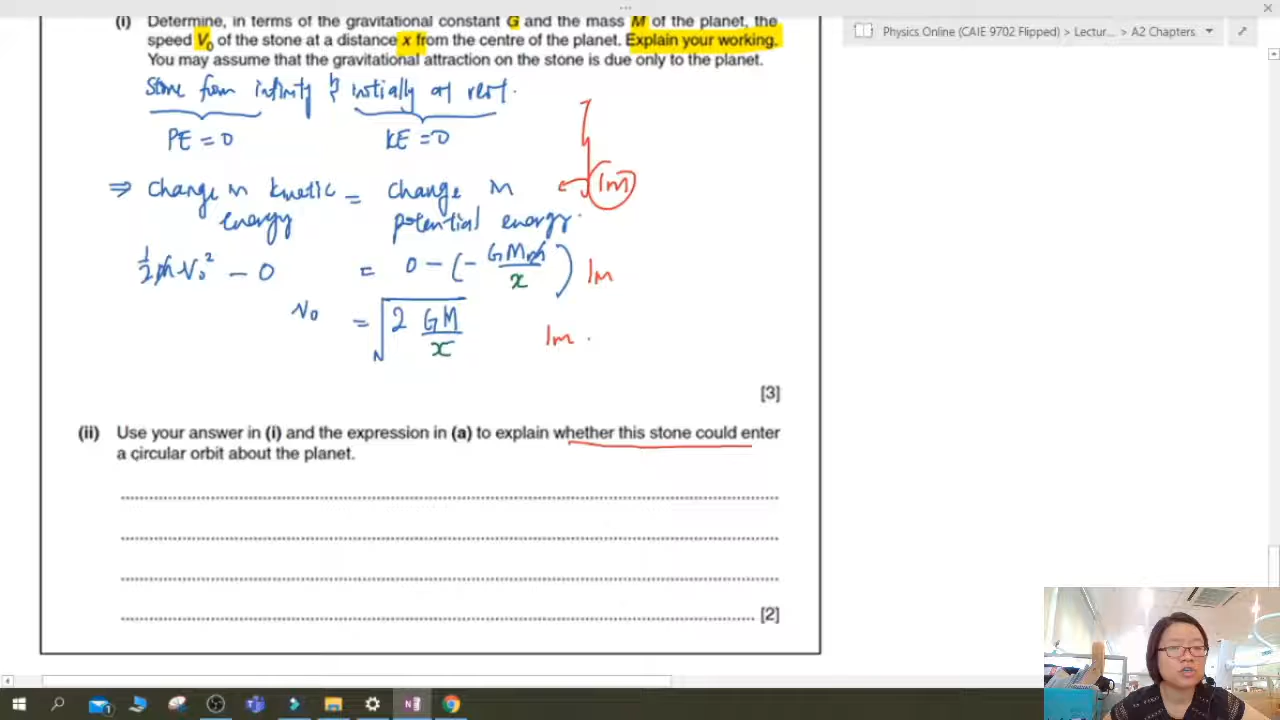 (i) Determine, in terms of the gravitational constant G and the mass M of the planet, the
speed V₀ of the stone at a distance x from the centre of the planet. Explain your working.
You may assume that the gravitational attraction on the stone is due only to the planet.
Physics Online (CAIE 9702 Flipped) > Lectur... > A2 Chapters
Stone from infinity & initially at rest.
PE = 0 KE = 0
1m
⇒ Change in kinetic energy = change in potential energy.
½mV₀² − 0 = 0 − (− GMm/x) 1m
V₀ = √(2 GM/x) 1m
[3]
(ii) Use your answer in (i) and the expression in (a) to explain whether this stone could enter
a circular orbit about the planet.
[2]